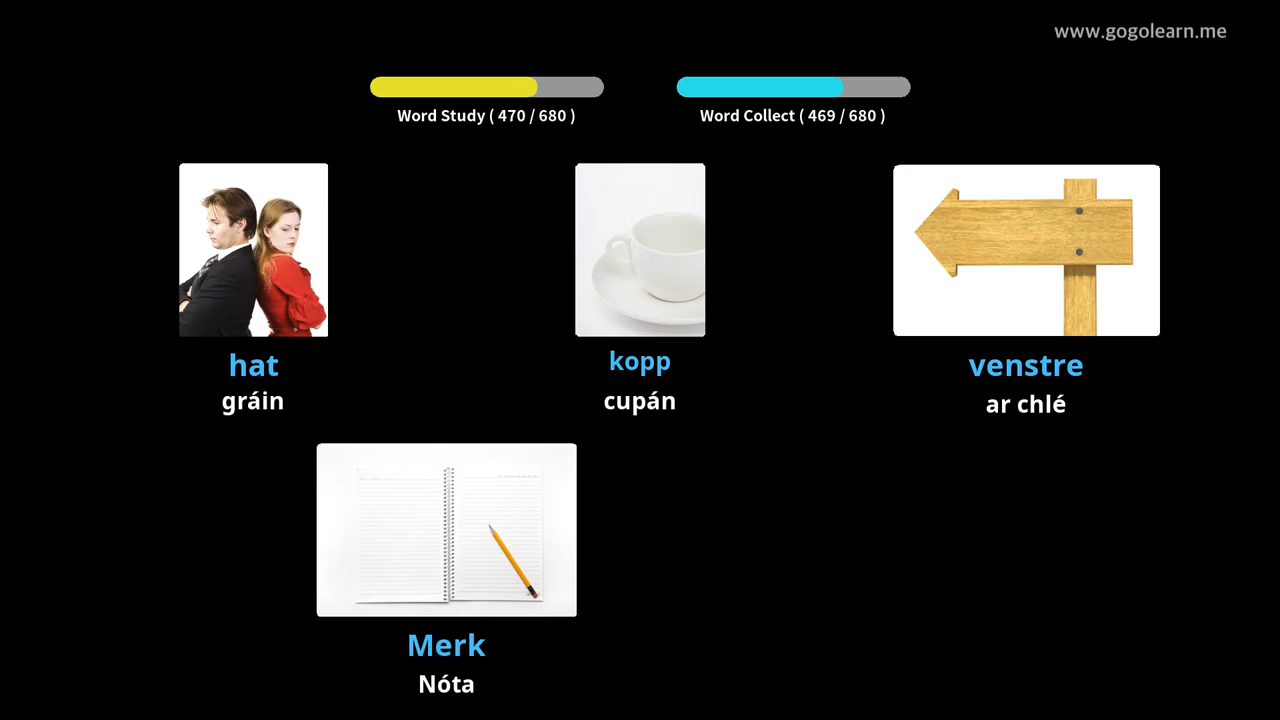 www.gogolearn.me
Word Study ( 470 / 680 )
Word Collect ( 469 / 680 )
hat
gráin
kopp
cupán
venstre
ar chlé
Merk
Nóta